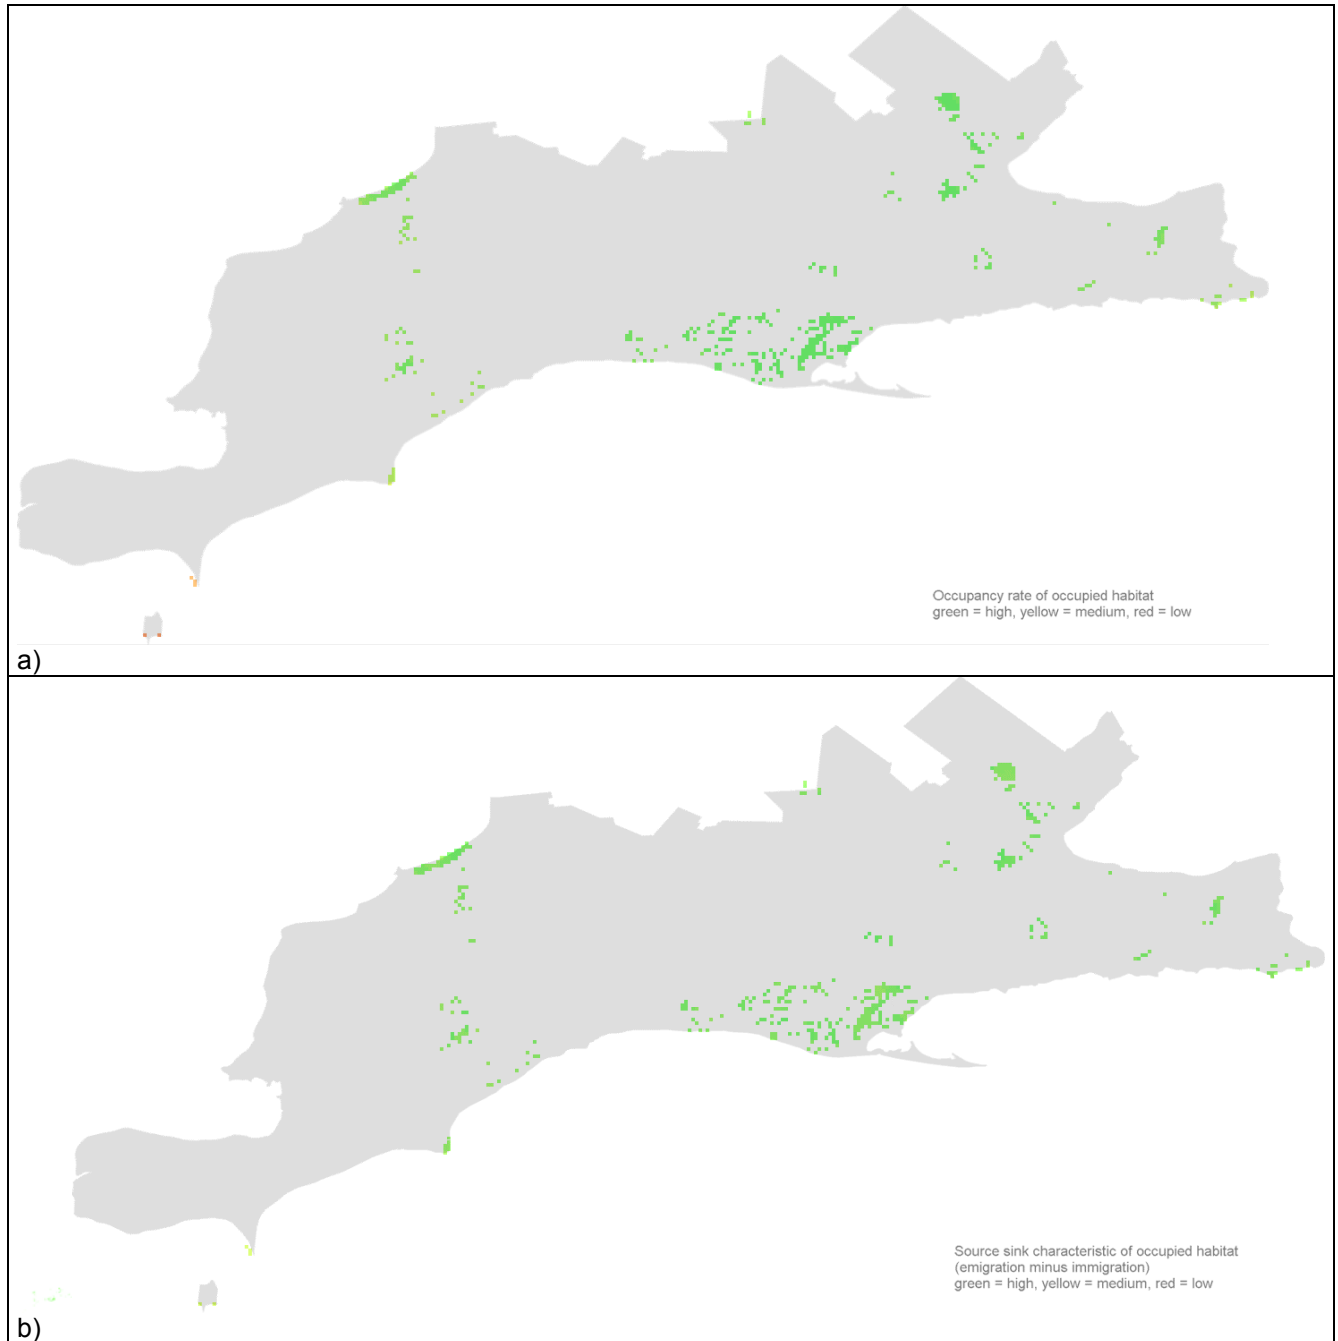 Occupancy rate of occupied habitat
green = high, yellow = medium, red = low
a)
Source sink characteristic of occupied habitat
(emigration minus immigration)
green = high, yellow = medium, red = low
b)